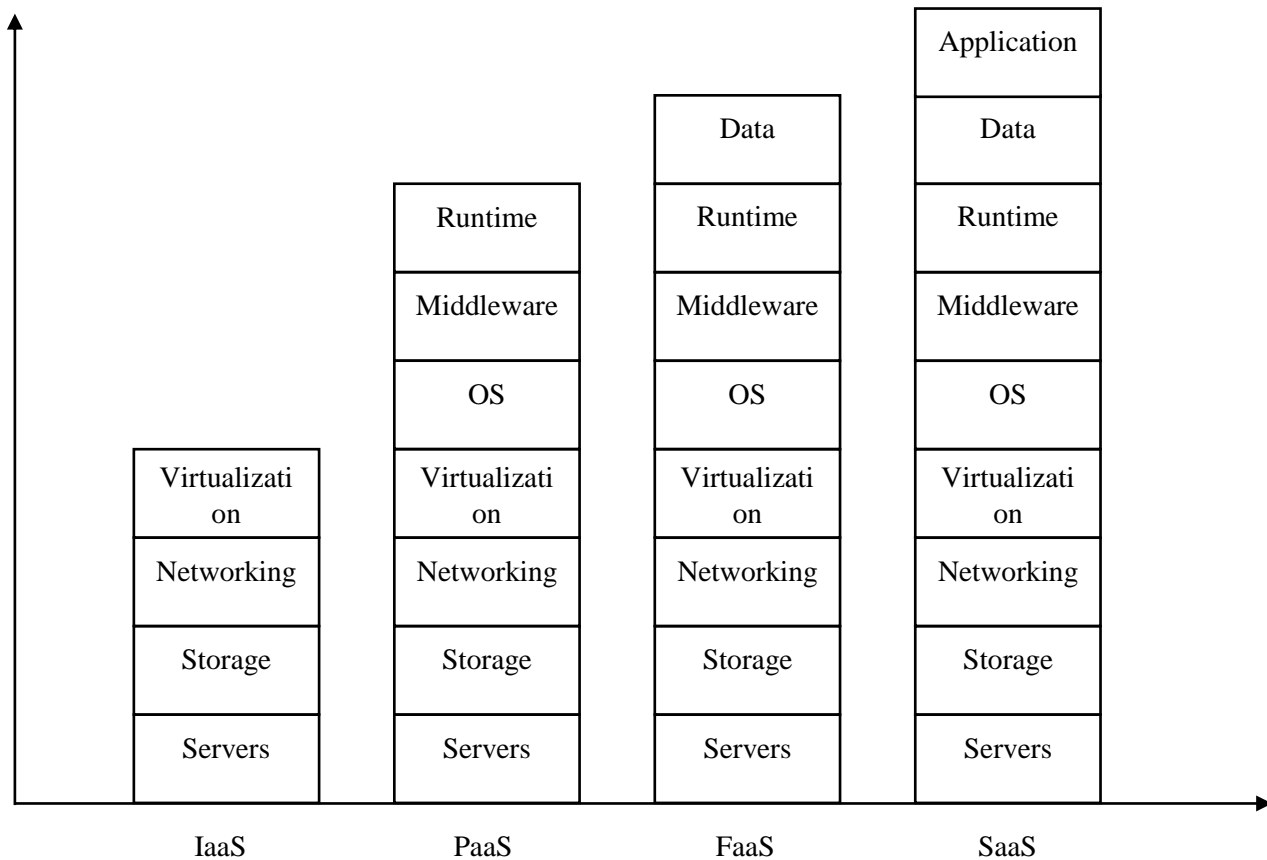 Application
Data
Data
Runtime
Runtime
Runtime
Middleware
Middleware
Middleware
OS
OS
OS
Virtualizati
on
Virtualizati
on
Virtualizati
on
Virtualizati
on
Networking
Networking
Networking
Networking
Storage
Storage
Storage
Storage
Servers
Servers
Servers
Servers
IaaS
PaaS
FaaS
SaaS